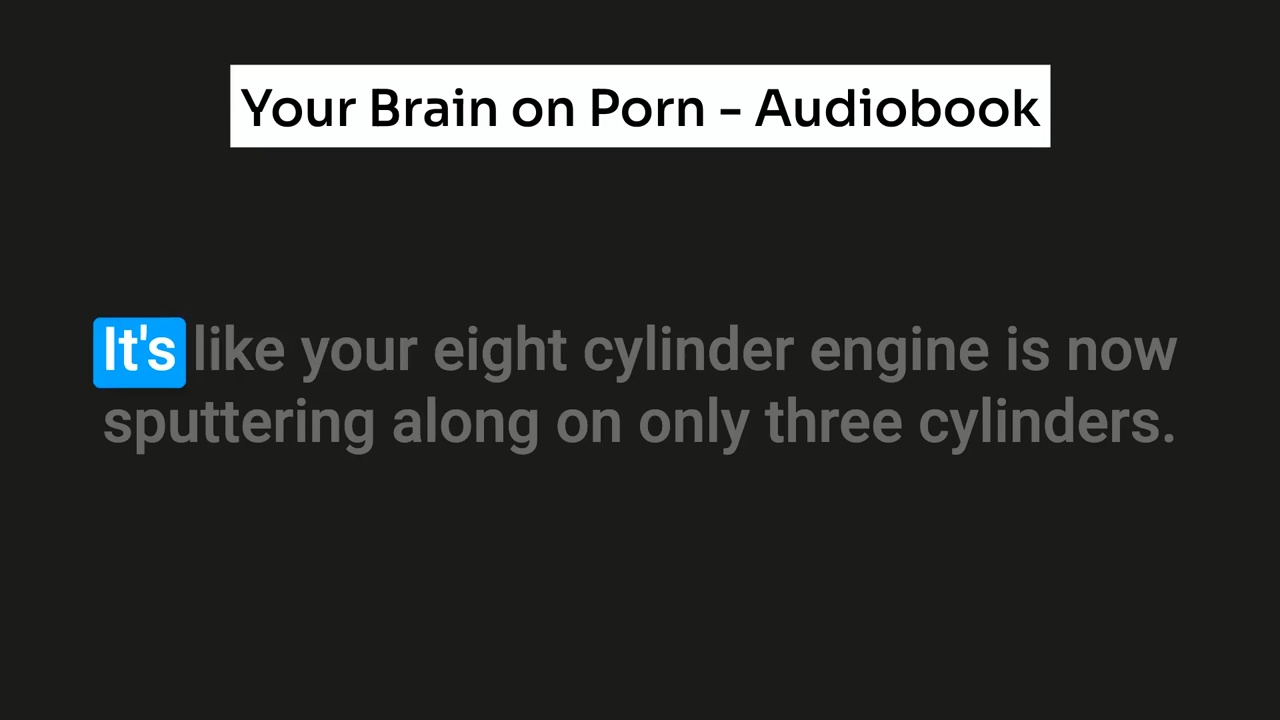 Your Brain on Porn - Audiobook
It's like your eight cylinder engine is now
sputtering along on only three cylinders.